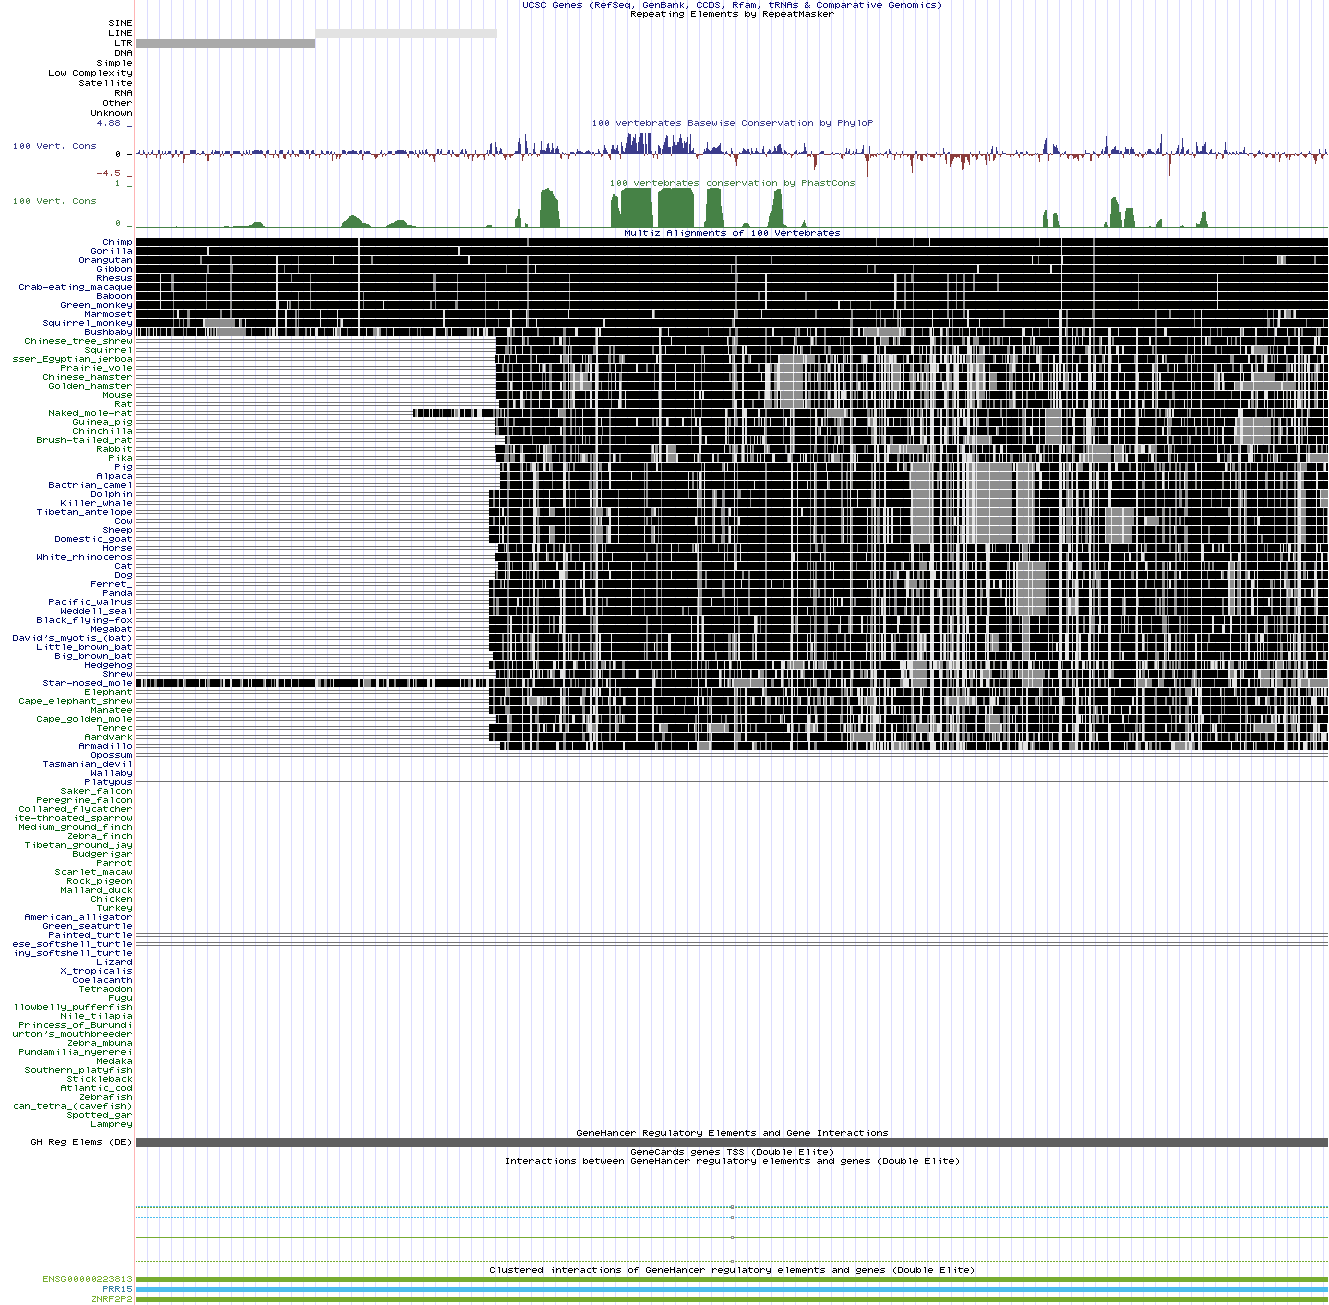 UCSC Genes (RefSeq, GenBank, CCDS, Rfam, tRNAs & Comparative Genomics)
Repeating Elements by RepeatMasker
SINE
LINE
LTR
DNA
Simple
Low Complexity
Satellite
RNA
Other
Unknown
100 vertebrates Basewise Conservation by PhyloP
4.88 _
100 Vert. Cons
0 _
-4.5 _
100 vertebrates conservation by PhastCons
1 _
100 Vert. Cons
0 _
Multiz Alignments of 100 Vertebrates
Chimp
Gorilla
Orangutan
Gibbon
Rhesus
Crab-eating_macaque
Baboon
Green_monkey
Marmoset
Squirrel_monkey
Bushbaby
Chinese_tree_shrew
Squirrel
sser_Egyptian_jerboa
Prairie_vole
Chinese_hamster
Golden_hamster
Mouse
Rat
Naked_mole-rat
Guinea_pig
Chinchilla
Brush-tailed_rat
Rabbit
Pika
Pig
Alpaca
Bactrian_camel
Dolphin
Killer_whale
Tibetan_antelope
Cow
Sheep
Domestic_goat
Horse
White_rhinoceros
Cat
Dog
Ferret_
Panda
Pacific_walrus
Weddell_seal
Black_flying-fox
Megabat
David's_myotis_(bat)
Little_brown_bat
Big_brown_bat
Hedgehog
Shrew
Star-nosed_mole
Elephant
Cape_elephant_shrew
Manatee
Cape_golden_mole
Tenrec
Aardvark
Armadillo
Opossum
Tasmanian_devil
Wallaby
Platypus
Saker_falcon
Peregrine_falcon
Collared_flycatcher
ite-throated_sparrow
Medium_ground_finch
Zebra_finch
Tibetan_ground_jay
Budgerigar
Parrot
Scarlet_macaw
Rock_pigeon
Mallard_duck
Chicken
Turkey
American_alligator
Green_seaturtle
Painted_turtle
ese_softshell_turtle
iny_softshell_turtle
Lizard
X_tropicalis
Coelacanth
Tetraodon
Fugu
llowbelly_pufferfish
Nile_tilapia
Princess_of_Burundi
urton's_mouthbreeder
Zebra_mbuna
Pundamilia_nyererei
Medaka
Southern_platyfish
Stickleback
Atlantic_cod
Zebrafish
can_tetra_(cavefish)
Spotted_gar
Lamprey
GeneHancer Regulatory Elements and Gene Interactions
GH Reg Elems (DE)
GeneCards genes TSS (Double Elite)
Interactions between GeneHancer regulatory elements and genes (Double Elite)
Clustered interactions of GeneHancer regulatory elements and genes (Double Elite)
ENSG00000223813
PRR15
ZNRF2P2